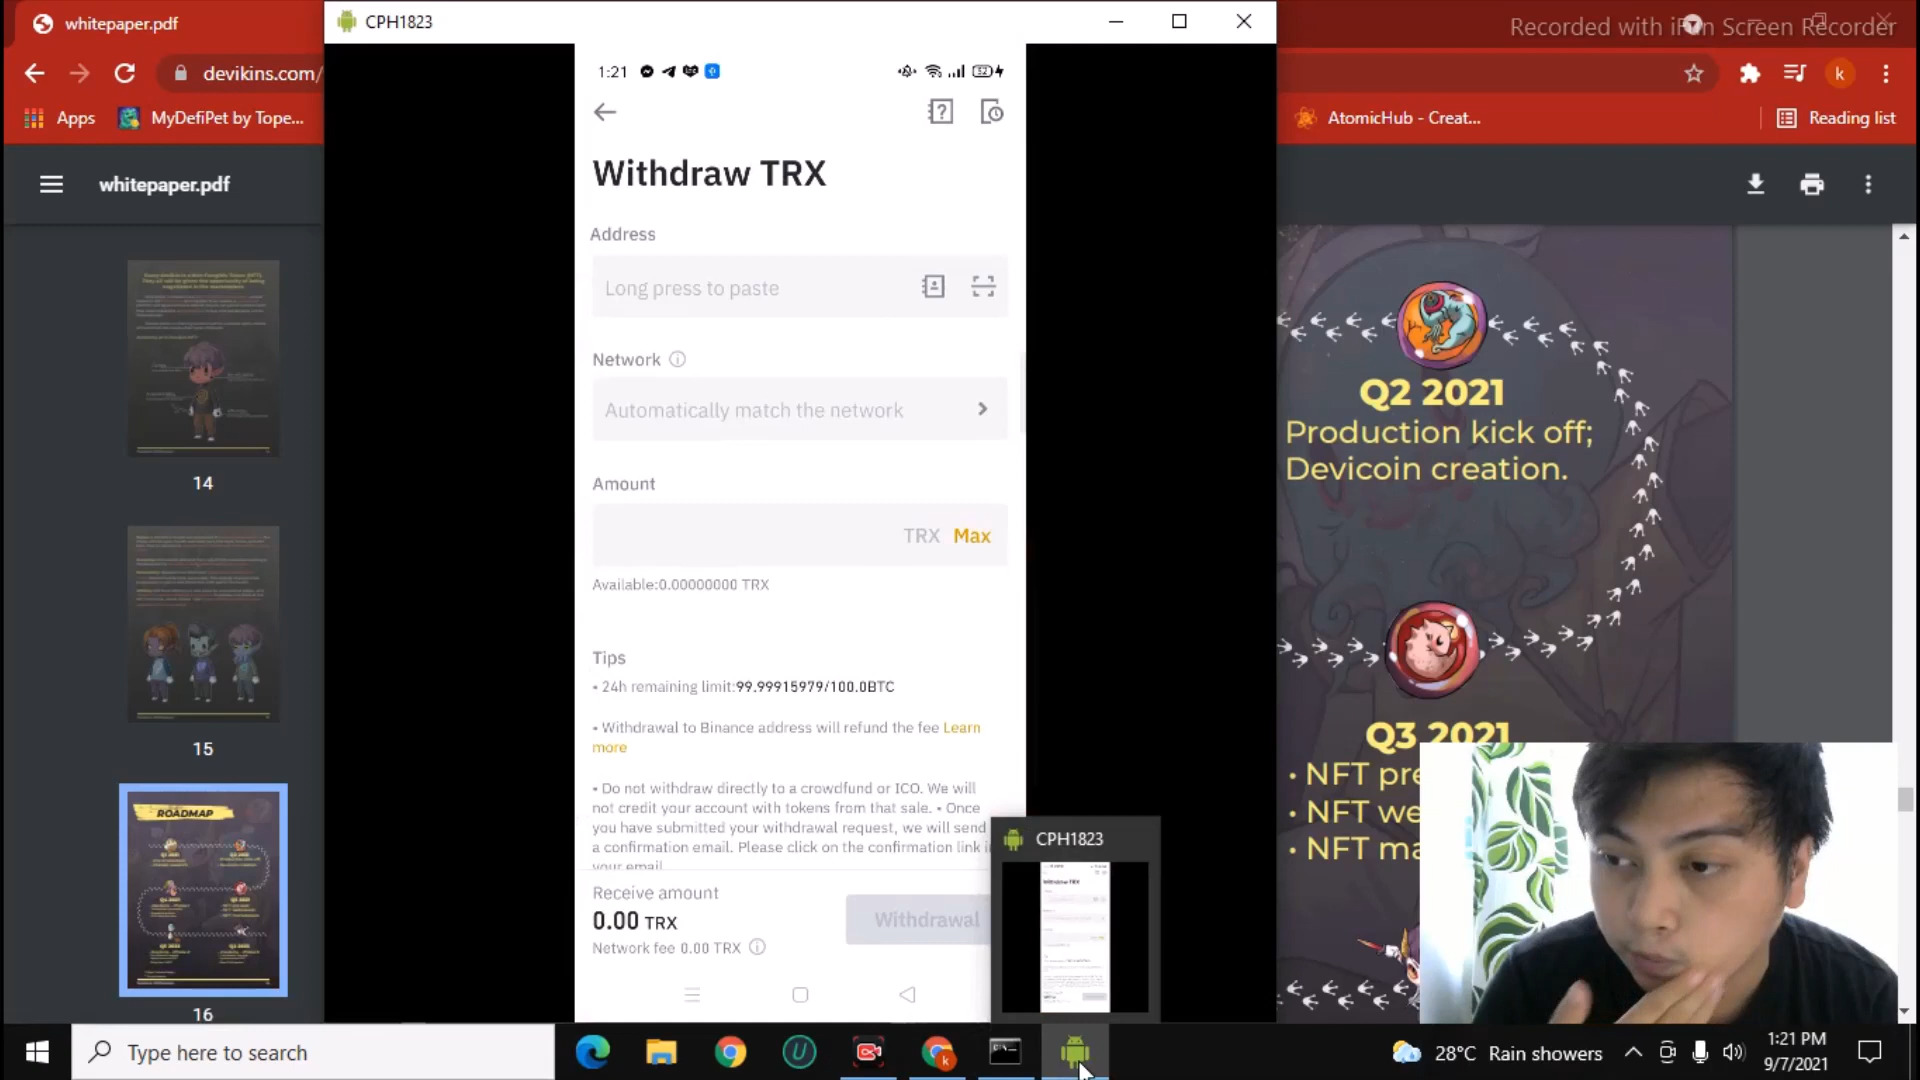 whitepaper.pdf
CPH1823
Recorded with iFun Screen Recorder
devikins.com/
k
Apps
MyDefiPet by Tope...
AtomicHub - Creat...
Reading list
whitepaper.pdf
1:21
32
Withdraw TRX
Address
Long press to paste
Network
Automatically match the network
Amount
TRX Max
Available:0.00000000 TRX
Tips
• 24h remaining limit:99.99915979/100.0BTC
• Withdrawal to Binance address will refund the fee Learn
more
• Do not withdraw directly to a crowdfund or ICO. We will
not credit your account with tokens from that sale. • Once
you have submitted your withdrawal request, we will send
a confirmation email. Please click on the confirmation link i
your email
Receive amount
0.00 TRX
Network fee 0.00 TRX
Withdrawal
CPH1823
14
15
ROADMAP
16
Q2 2021
Production kick off;
Devicoin creation.
Q3 2021
• NFT pre
• NFT we
• NFT ma
Type here to search
28°C Rain showers
1:21 PM
9/7/2021